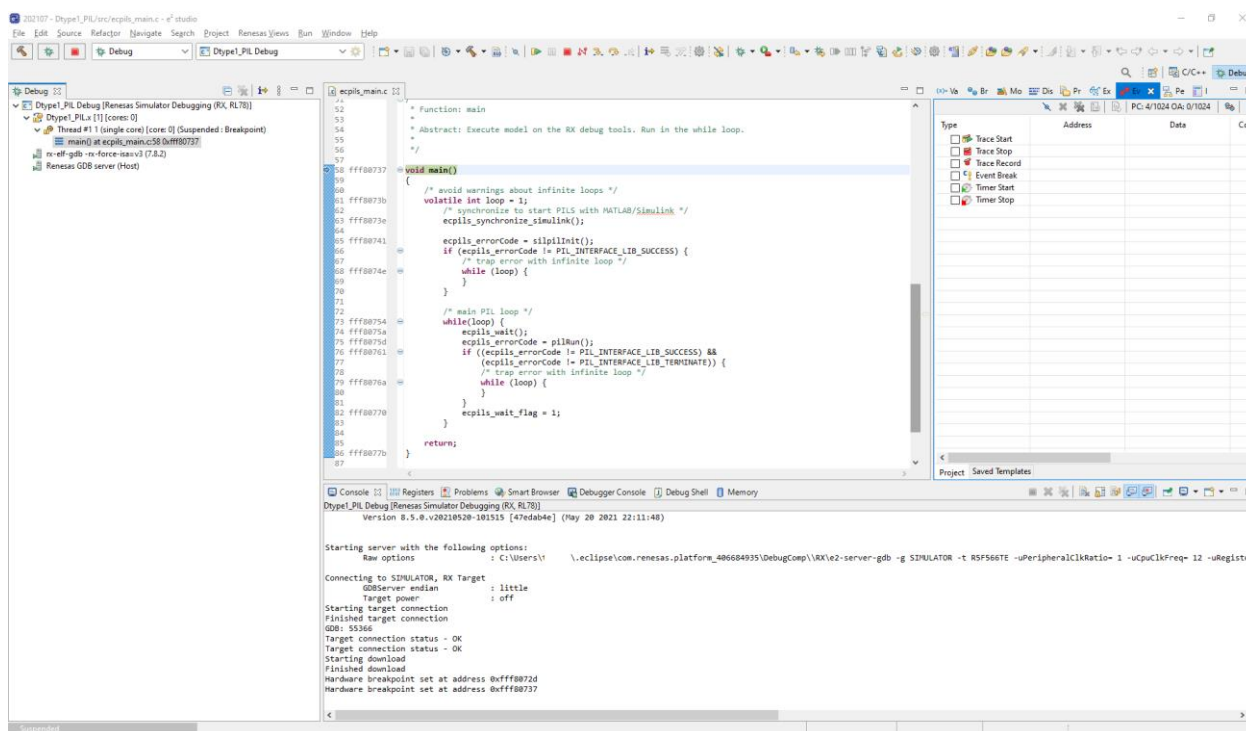 202107 - Dtype1_PIL/src/ecpils_main.c - e² studio
File Edit Source Refactor Navigate Search Project Renesas Views Run Window Help
Debug Dtype1_PIL Debug
C/C++ Debu
Debug
Dtype1_PIL Debug [Renesas Simulator Debugging (RX, RL78)]
Dtype1_PIL.x [1] [cores: 0]
Thread #1 1 (single core) [core: 0] (Suspended : Breakpoint)
main() at ecpils_main.c:58 0xfff80737
rx-elf-gdb -rx-force-isa=v3 (7.8.2)
Renesas GDB server (Host)
ecpils_main.c
52 * Function: main
53 *
54 * Abstract: Execute model on the RX debug tools. Run in the while loop.
55 *
56 */
57
58 fff80737 void main()
59 {
60 /* avoid warnings about infinite loops */
61 fff8073b volatile int loop = 1;
62 /* synchronize to start PILS with MATLAB/Simulink */
63 fff8073e ecpils_synchronize_simulink();
64
65 fff80741 ecpils_errorCode = silpilInit();
66 if (ecpils_errorCode != PIL_INTERFACE_LIB_SUCCESS) {
67 /* trap error with infinite loop */
68 fff8074e while (loop) {
69 }
70 }
71
72 /* main PIL loop */
73 fff80754 while(loop) {
74 fff8075a ecpils_wait();
75 fff8075d ecpils_errorCode = pilRun();
76 fff80761 if ((ecpils_errorCode != PIL_INTERFACE_LIB_SUCCESS) &&
77 (ecpils_errorCode != PIL_INTERFACE_LIB_TERMINATE)) {
78 /* trap error with infinite loop */
79 fff8076a while (loop) {
80 }
81 }
82 fff80770 ecpils_wait_flag = 1;
83 }
84
85 return;
86 fff8077b }
87
Va Br Mo Dis Pr Ex Ev Pe
PC: 4/1024 OA: 0/1024
Type Address Data Co
Trace Start
Trace Stop
Trace Record
Event Break
Timer Start
Timer Stop
Project Saved Templates
Console Registers Problems Smart Browser Debugger Console Debug Shell Memory
Dtype1_PIL Debug [Renesas Simulator Debugging (RX, RL78)]
Version 8.5.0.v20210520-101515 [47edab4e] (May 20 2021 22:11:48)
Starting server with the following options:
Raw options : C:\Users\ \.eclipse\com.renesas.platform_406684935\DebugComp\\RX\e2-server-gdb -g SIMULATOR -t R5F566TE -uPeripheralClkRatio= 1 -uCpuClkFreq= 12 -uRegiste
Connecting to SIMULATOR, RX Target
GDBServer endian : little
Target power : off
Starting target connection
Finished target connection
GDB: 55366
Target connection status - OK
Target connection status - OK
Starting download
Finished download
Hardware breakpoint set at address 0xfff8072d
Hardware breakpoint set at address 0xfff80737
Suspended